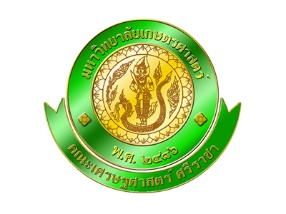 มหาวิทยาลัยเกษตรศาสตร์
พ.ศ. ๒๔๘๖
คณะเศรษฐศาสตร์ ศรีราชา